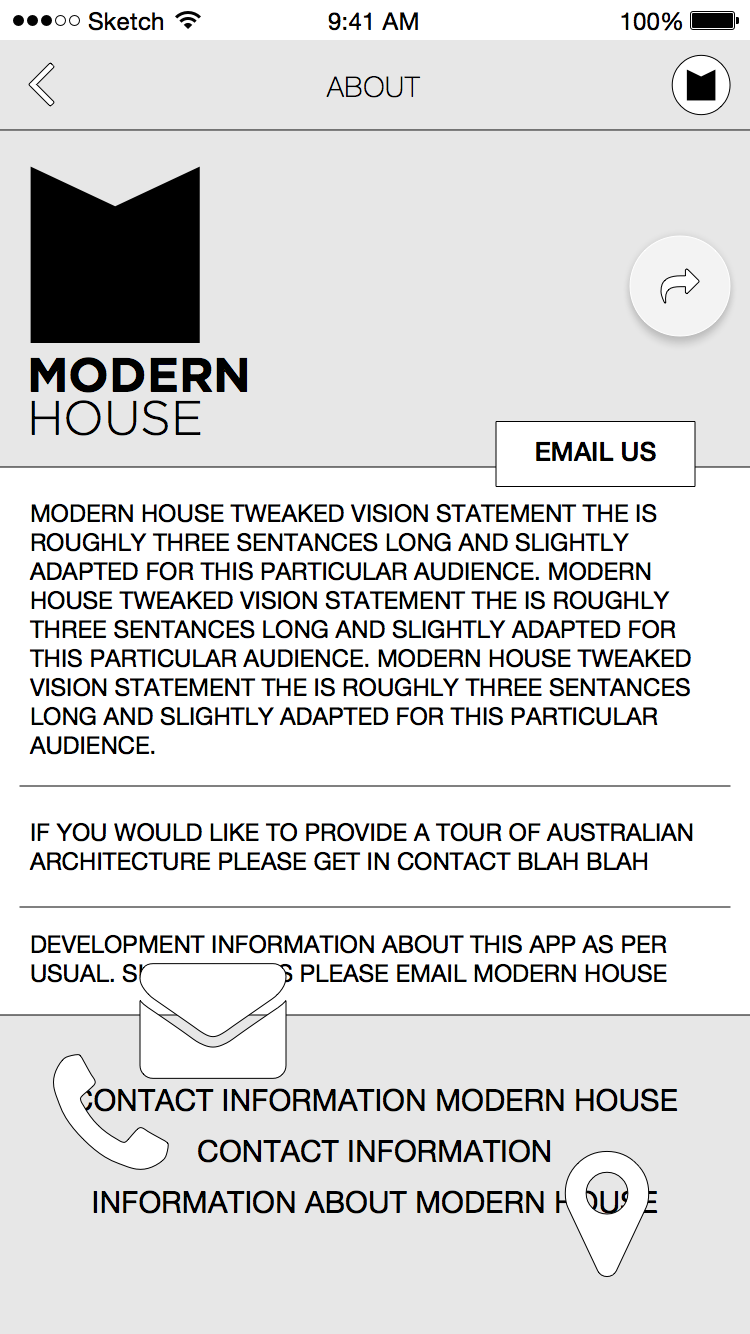 Sketch 9:41 AM 100%
ABOUT
MODERN
HOUSE
EMAIL US
MODERN HOUSE TWEAKED VISION STATEMENT THE IS
ROUGHLY THREE SENTANCES LONG AND SLIGHTLY
ADAPTED FOR THIS PARTICULAR AUDIENCE. MODERN
HOUSE TWEAKED VISION STATEMENT THE IS ROUGHLY
THREE SENTANCES LONG AND SLIGHTLY ADAPTED FOR
THIS PARTICULAR AUDIENCE. MODERN HOUSE TWEAKED
VISION STATEMENT THE IS ROUGHLY THREE SENTANCES
LONG AND SLIGHTLY ADAPTED FOR THIS PARTICULAR
AUDIENCE.
IF YOU WOULD LIKE TO PROVIDE A TOUR OF AUSTRALIAN
ARCHITECTURE PLEASE GET IN CONTACT BLAH BLAH
DEVELOPMENT INFORMATION ABOUT THIS APP AS PER
USUAL. PLEASE EMAIL MODERN HOUSE
CONTACT INFORMATION MODERN HOUSE
CONTACT INFORMATION
INFORMATION ABOUT MODERN HOUSE